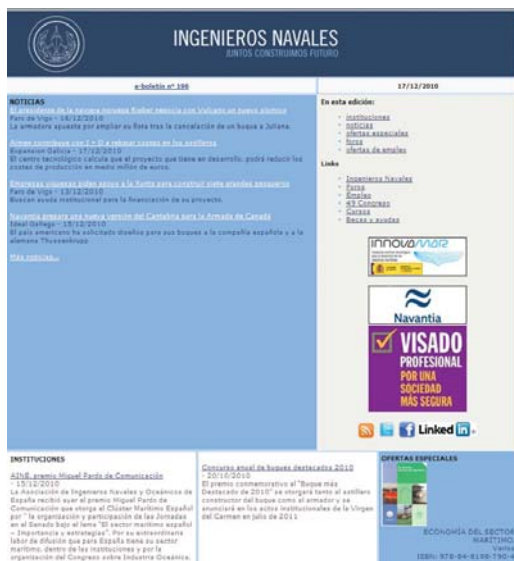 INGENIEROS NAVALES
JUNTOS CONSTRUIMOS FUTURO
e-boletín nº 198
17/12/2010
NOTICIAS
El presidente de la naviera noruega Rieber negocia con Vulcano un nuevo sísmico
Faro de Vigo - 16/12/2010
La armadora apuesta por ampliar su flota tras la cancelación de un buque a Juliana.
Aimen contribuye con I + D a rebajar costes en los astilleros
Expansion Galicia - 17/12/2010
El centro tecnológico calcula que el proyecto que tiene en desarrollo, podrá reducir los
costes de producción en medio millón de euros.
Empresas viguesas piden apoyo a la Xunta para construir siete grandes pesqueros
Faro de Vigo - 13/12/2010
Buscan ayuda institucional para la financiación de su proyecto.
Navantia prepara una nueva versión del Cantabria para la Armada de Canadá
Ideal Gallego - 15/12/2010
El país americano ha solicitado diseños para sus buques a la compañía española y a la
alemana Thyssenkrupp
Más noticias...
En esta edición:
instituciones
noticias
ofertas especiales
foros
ofertas de empleo
Links
Ingenieros Navales
Foros
Empleo
49 Congreso
Cursos
Becas y ayudas
INNOVAMAR
Navantia
VISADO
PROFESIONAL
POR UNA
SOCIEDAD
MÁS SEGURA
Linked in
INSTITUCIONES
AINE, premio Miguel Pardo de Comunicación
- 15/12/2010
La Asociación de Ingenieros Navales y Oceánicos de
España recibió ayer el premio Miguel Pardo de
Comunicación que otorga el Clúster Marítimo Español
por " la organización y participación de las Jornadas
en el Senado bajo el lema "El sector marítimo español
– Importancia y estrategias". Por su extraordinaria
labor de difusión que para España tiene su sector
marítimo, dentro de las instituciones y por la
organización del Congreso sobre Industria Oceánica.
Concurso anual de buques destacados 2010
- 20/10/2010
El premio conmemorativo al "Buque más
Destacado de 2010" se otorgará tanto al astillero
constructor del buque como al armador y se
anunciará en los actos institucionales de la Virgen
del Carmen en julio de 2011
OFERTAS ESPECIALES
ECONOMÍA DEL SECTOR
MARÍTIMO.
Varios
ISBN: 978-84-8198-790-4